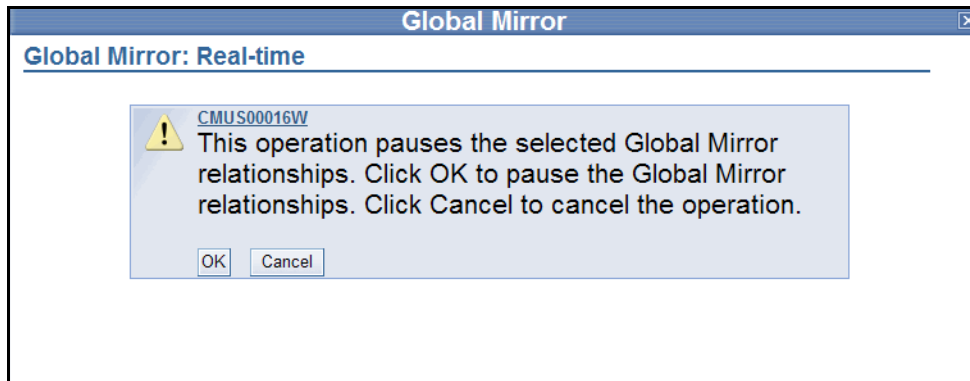 Global Mirror
Global Mirror: Real-time
CMUS00016W
This operation pauses the selected Global Mirror
relationships. Click OK to pause the Global Mirror
relationships. Click Cancel to cancel the operation.
OK Cancel